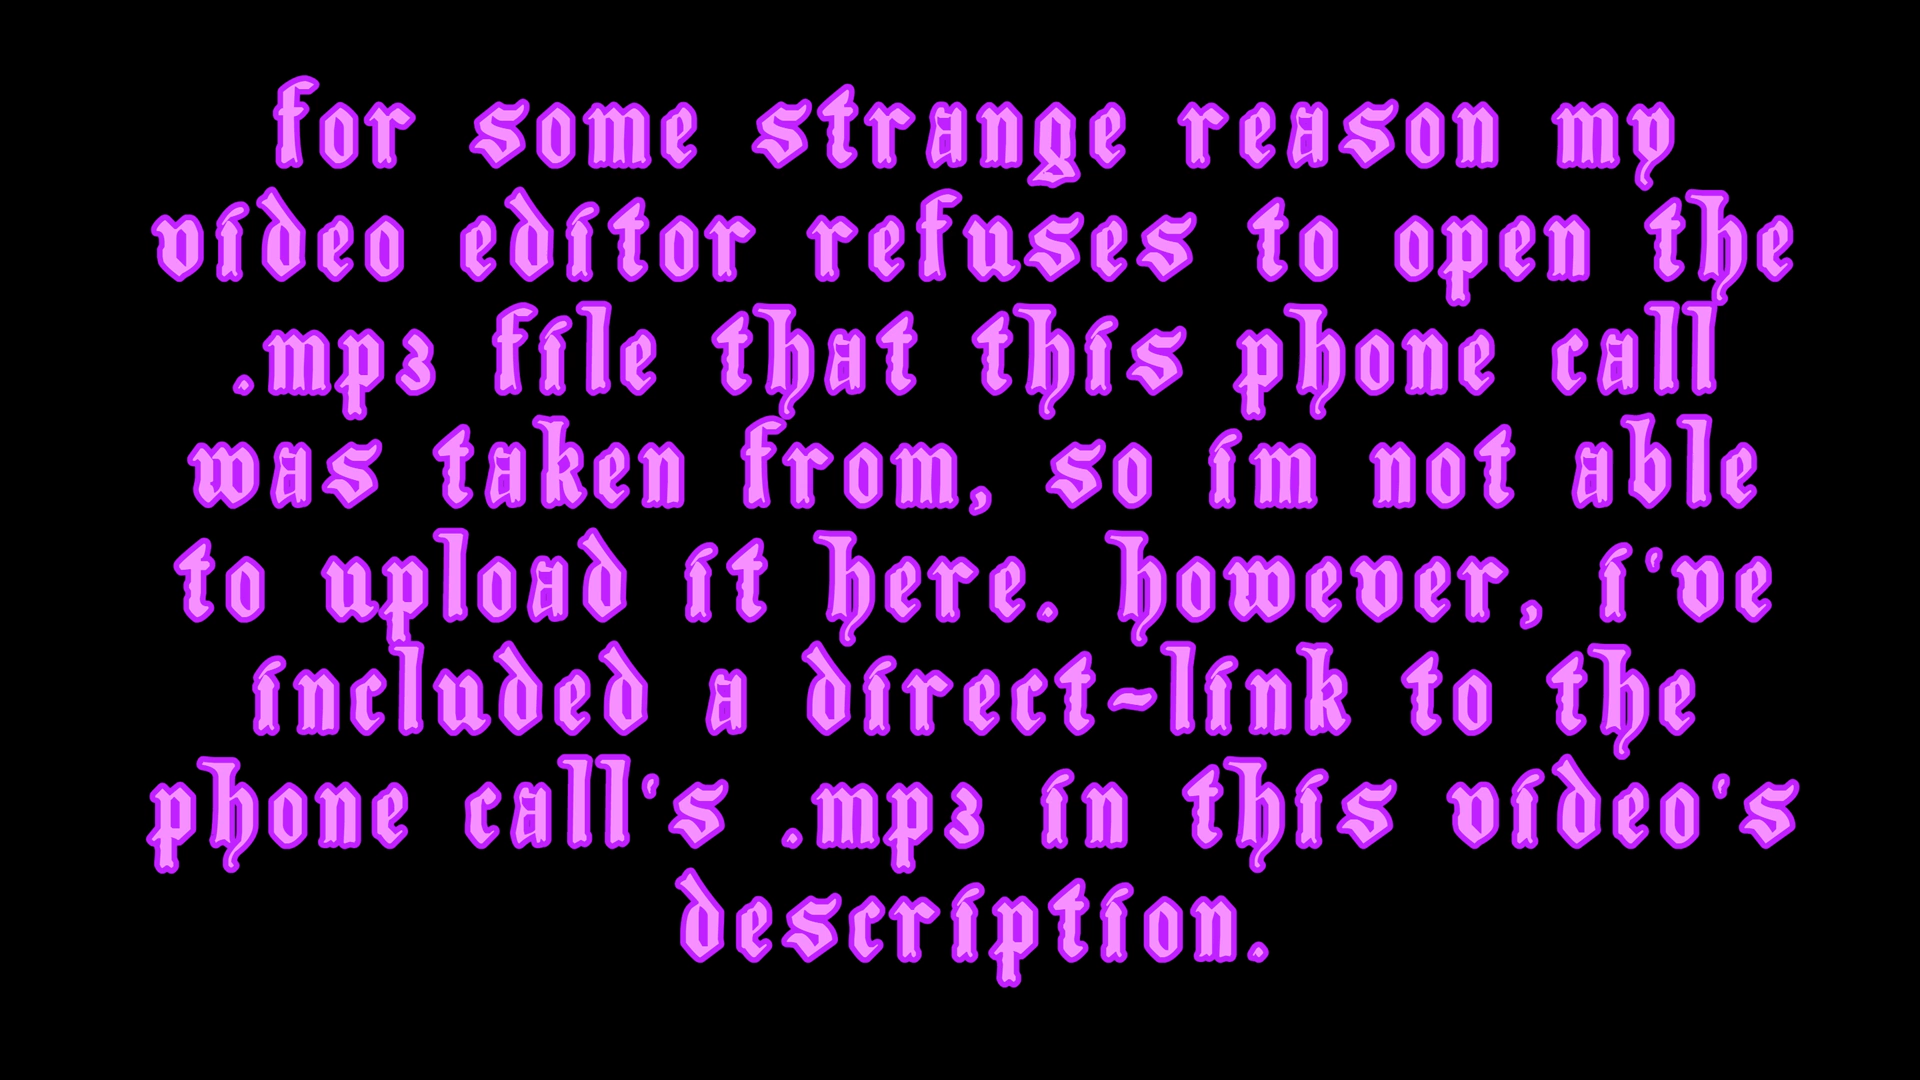 for some strange reason my
video editor refuses to open the
.mp3 file that this phone call
was taken from, so im not able
to upload it here. however, i've
included a direct-link to the
phone call's .mp3 in this video's
description.